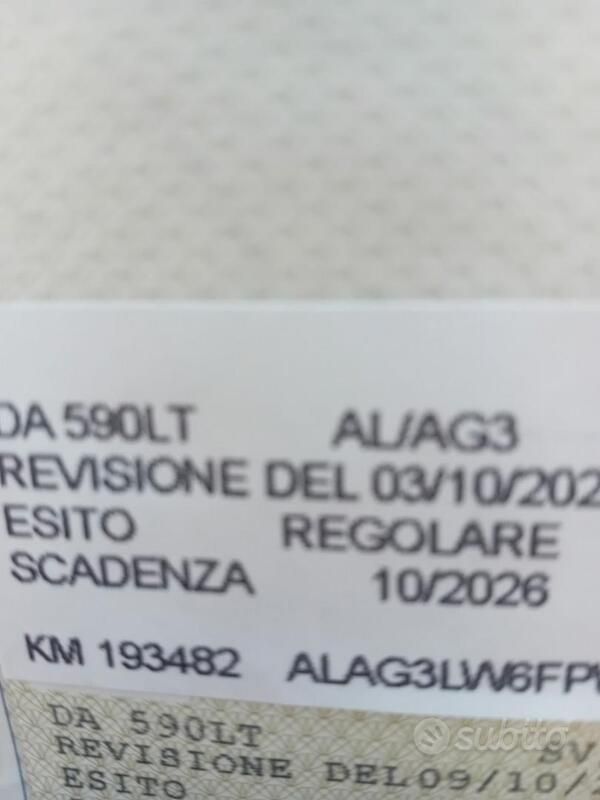 DA 590LT AL/AG3
REVISIONE DEL 03/10/202
ESITO REGOLARE
SCADENZA 10/2026
KM 193482 ALAG3LW6FP
DA 590LT SV
REVISIONE DEL09/10/
ESITO
subito